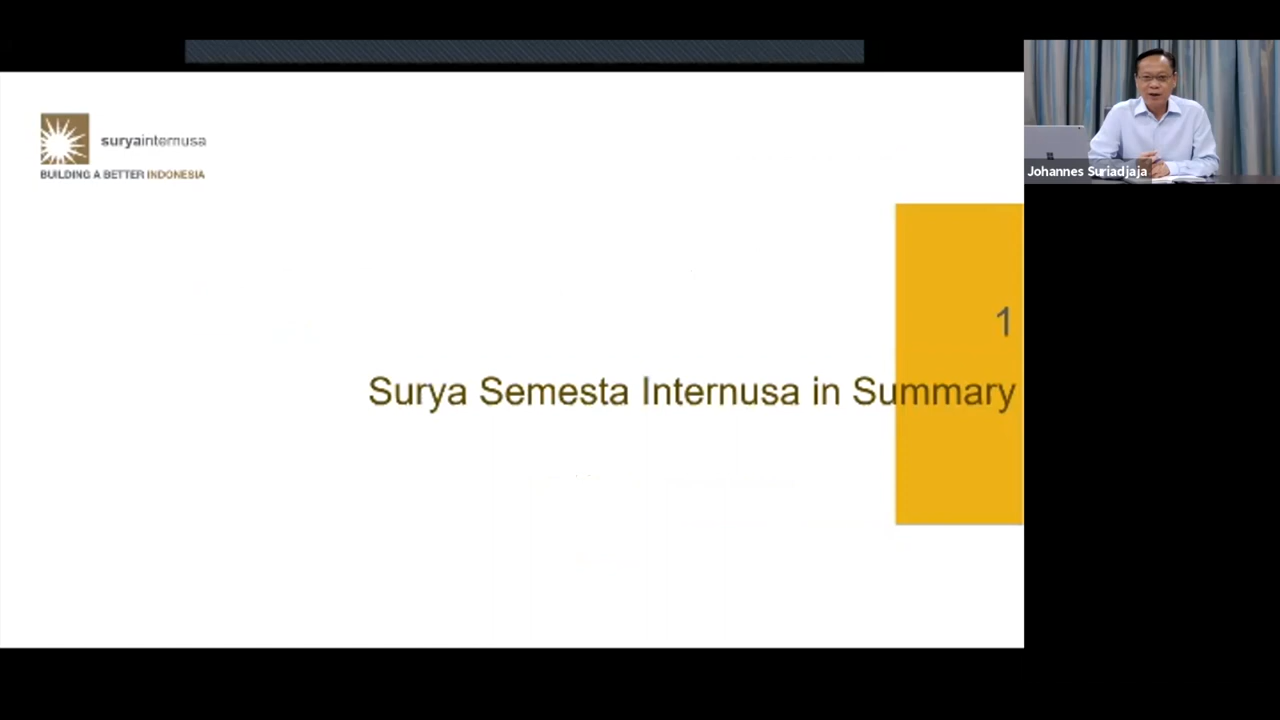 suryainternusa
BUILDING A BETTER INDONESIA
Johannes Suriadjaja
1
Surya Semesta Internusa in Summary